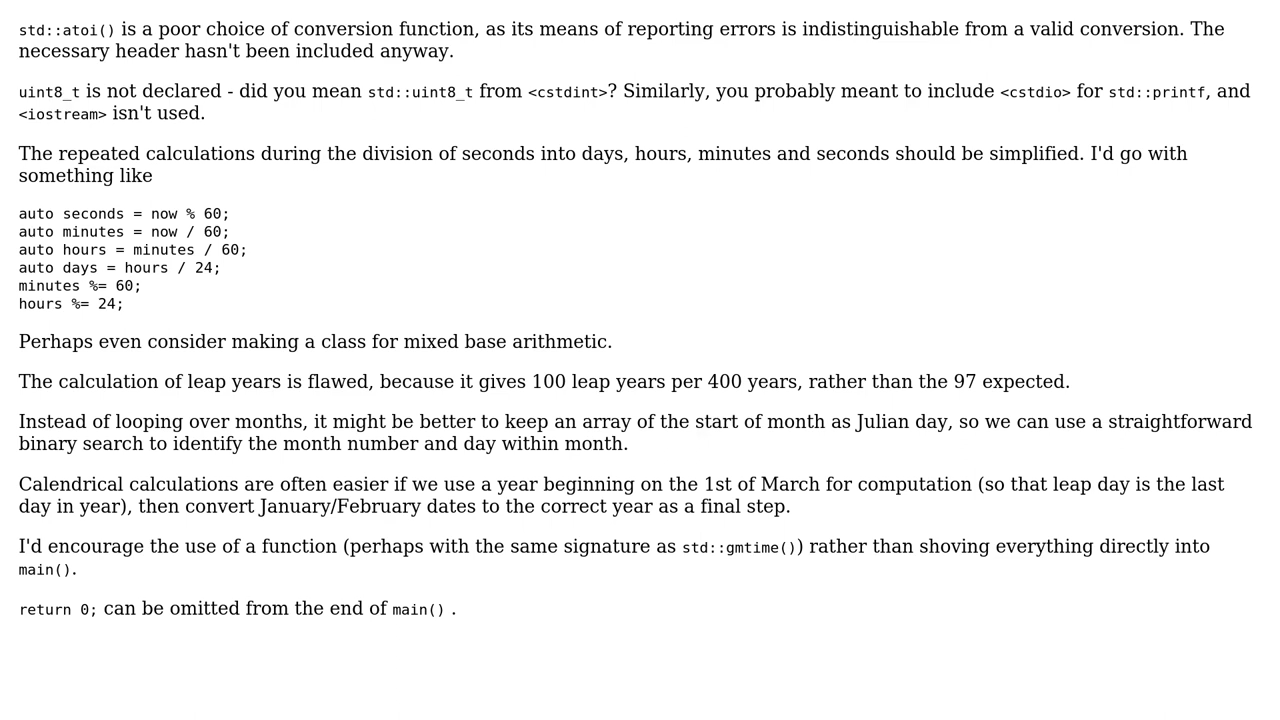 std::atoi() is a poor choice of conversion function, as its means of reporting errors is indistinguishable from a valid conversion. The
necessary header hasn't been included anyway.
uint8_t is not declared - did you mean std::uint8_t from <cstdint>? Similarly, you probably meant to include <cstdio> for std::printf, and
<iostream> isn't used.
The repeated calculations during the division of seconds into days, hours, minutes and seconds should be simplified. I'd go with
something like
auto seconds = now % 60;
auto minutes = now / 60;
auto hours = minutes / 60;
auto days = hours / 24;
minutes %= 60;
hours %= 24;
Perhaps even consider making a class for mixed base arithmetic.
The calculation of leap years is flawed, because it gives 100 leap years per 400 years, rather than the 97 expected.
Instead of looping over months, it might be better to keep an array of the start of month as Julian day, so we can use a straightforward
binary search to identify the month number and day within month.
Calendrical calculations are often easier if we use a year beginning on the 1st of March for computation (so that leap day is the last
day in year), then convert January/February dates to the correct year as a final step.
I'd encourage the use of a function (perhaps with the same signature as std::gmtime()) rather than shoving everything directly into
main().
return 0; can be omitted from the end of main() .